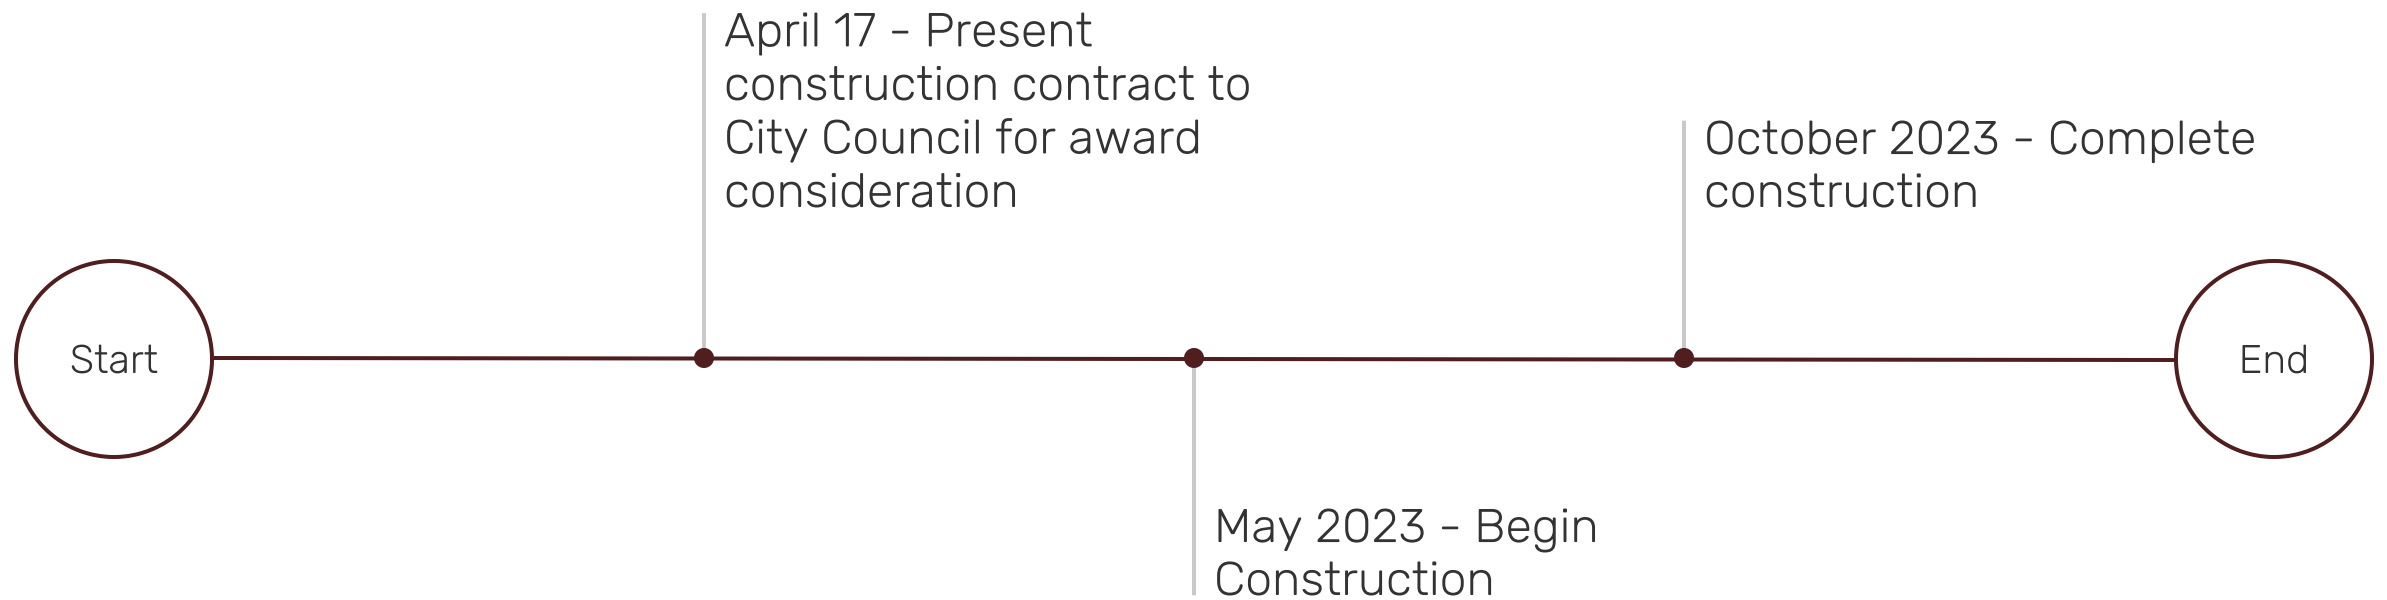 Start
April 17 - Present
construction contract to
City Council for award
consideration
May 2023 - Begin
Construction
October 2023 - Complete
construction
End